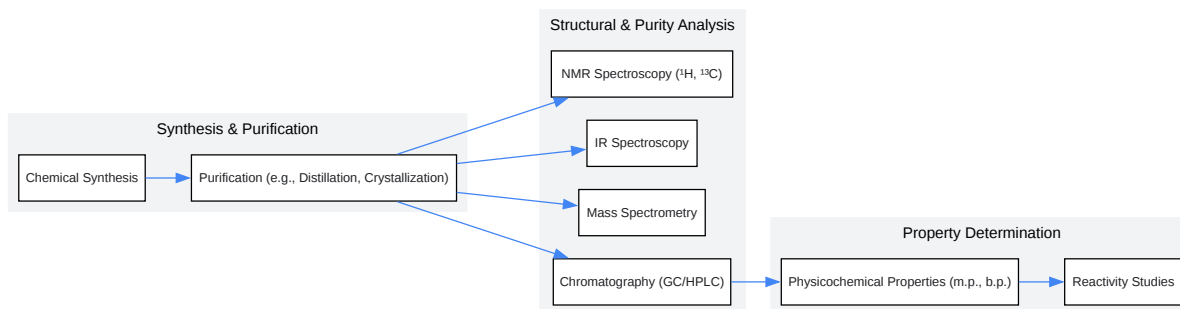 Structural & Purity Analysis
NMR Spectroscopy (¹H, ¹³C)
Synthesis & Purification
IR Spectroscopy
Chemical Synthesis
Purification (e.g., Distillation, Crystallization)
Mass Spectrometry
Property Determination
Chromatography (GC/HPLC)
Physicochemical Properties (m.p., b.p.)
Reactivity Studies